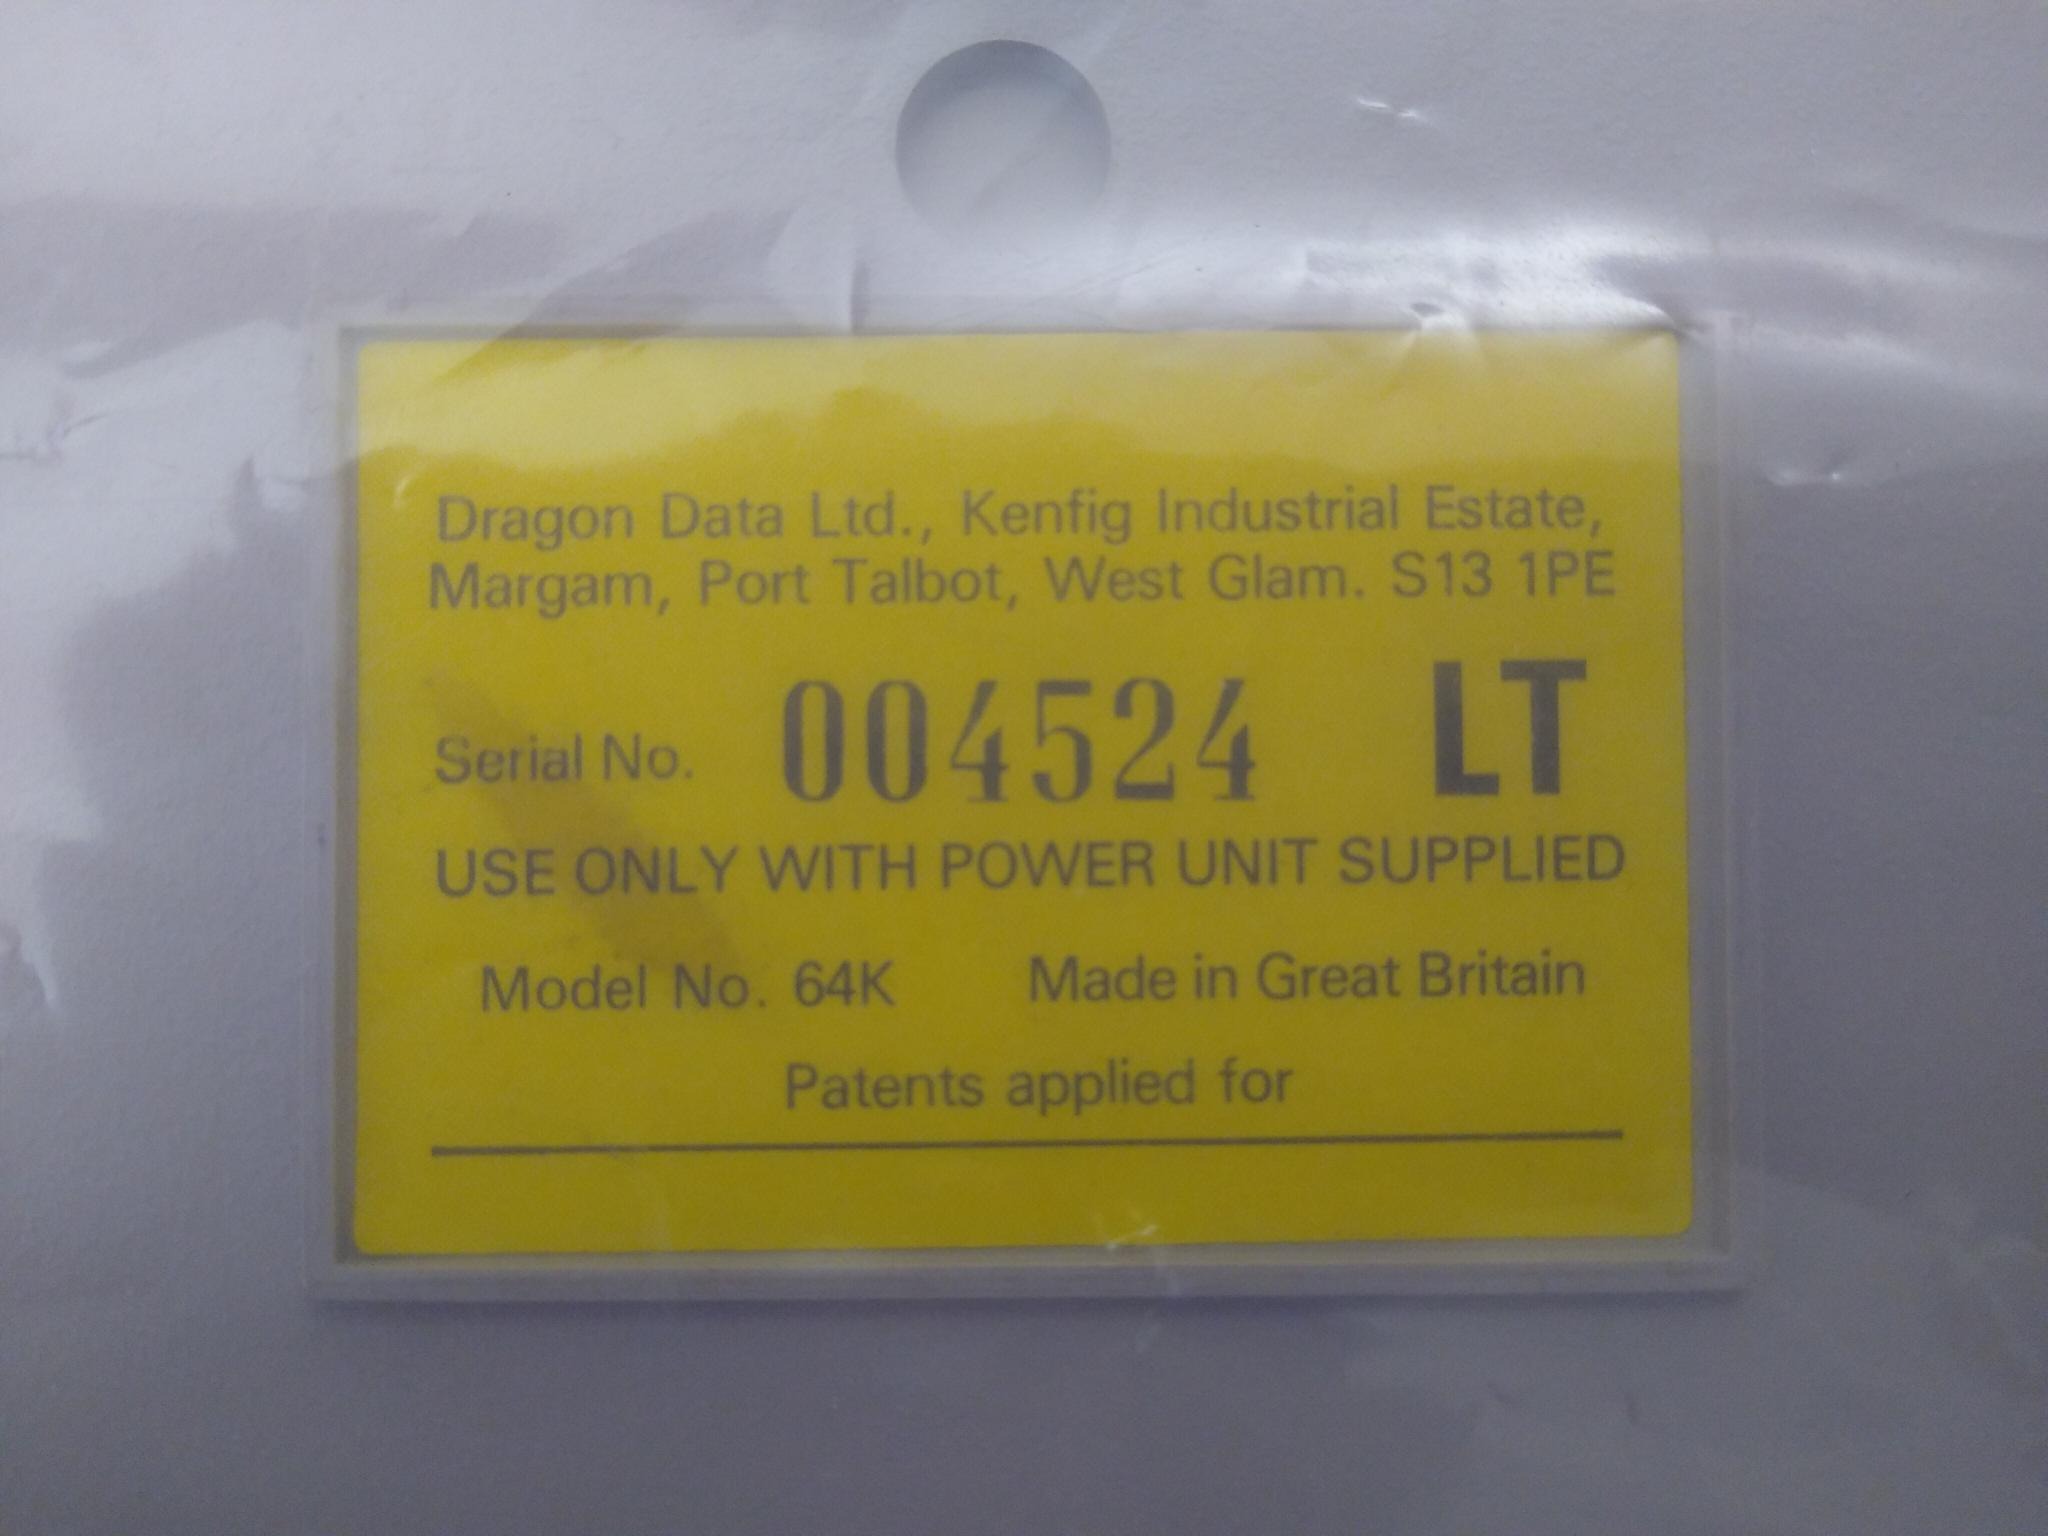 Dragon Data Ltd., Kenfig Industrial Estate,
Margam, Port Talbot, West Glam. S13 1PE
Serial No. 004524 LT
USE ONLY WITH POWER UNIT SUPPLIED
Model No. 64K Made in Great Britain
Patents applied for